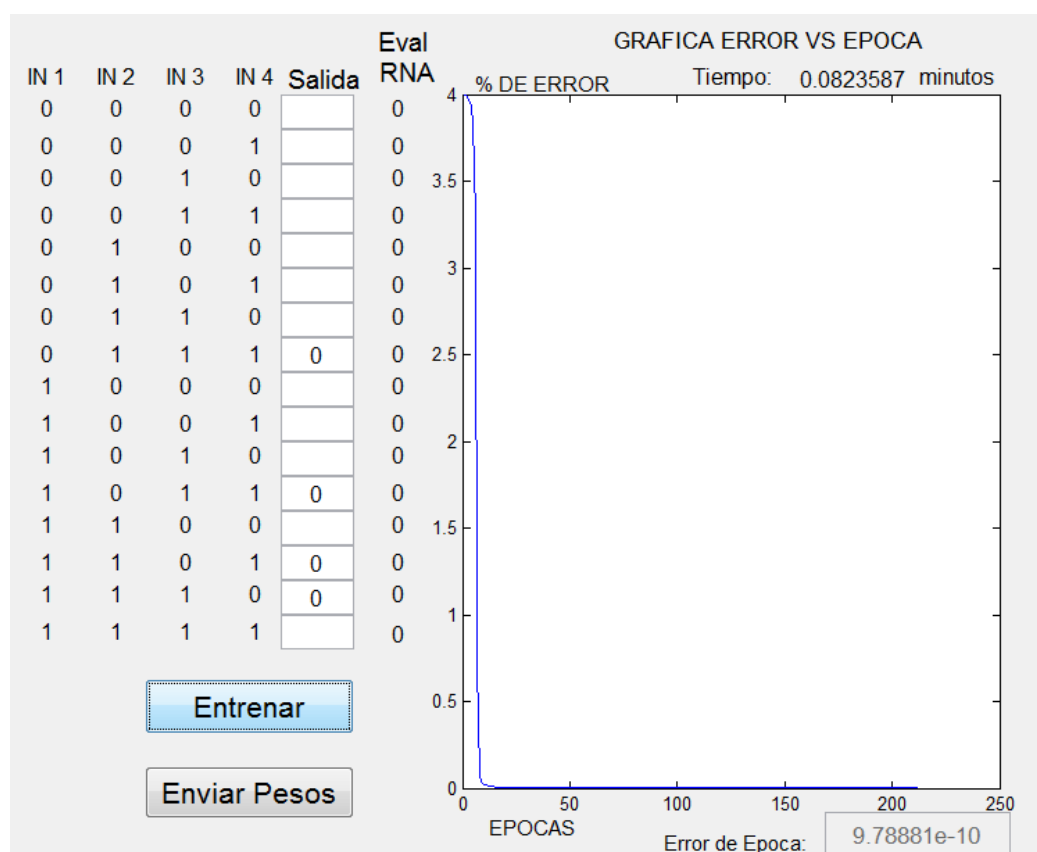 Eval
RNA
GRAFICA ERROR VS EPOCA
IN 1 IN 2 IN 3 IN 4 Salida
% DE ERROR Tiempo: 0.0823587 minutos
0 0 0 0 0
0 0 0 1 0
0 0 1 0 0
0 0 1 1 0
0 1 0 0 0
0 1 0 1 0
0 1 1 0 0
0 1 1 1 0 0
1 0 0 0 0
1 0 0 1 0
1 0 1 0 0
1 0 1 1 0 0
1 1 0 0 0
1 1 0 1 0 0
1 1 1 0 0 0
1 1 1 1 0
4
3.5
3
2.5
2
1.5
1
0.5
0
0 50 100 150 200 250
EPOCAS
Error de Epoca: 9.78881e-10
Entrenar
Enviar Pesos